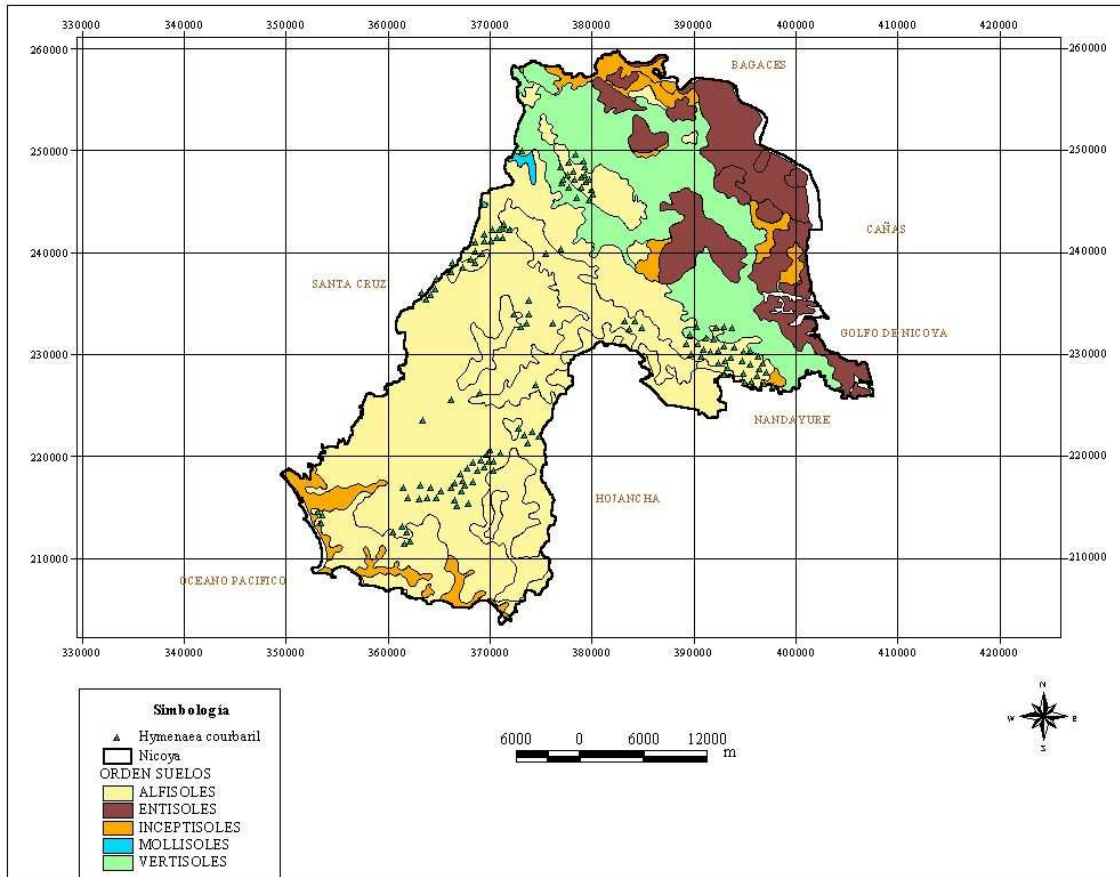 330000 340000 350000 360000 370000 380000 390000 400000 410000 420000
260000 260000
BAGACES
250000 250000
CAÑAS
240000 240000
SANTA CRUZ
GOLFO DE NICOYA
230000 230000
NANDAYURE
220000 220000
HOJANCHA
210000 210000
OCEANO PACIFICO
330000 340000 350000 360000 370000 380000 390000 400000 410000 420000
Simbología
Hymenaea courbaril
Nicoya
ORDEN SUELOS
ALFISOLES
ENTISOLES
INCEPTISOLES
MOLLISOLES
VERTISOLES
6000 0 6000 12000 m
N
W E
S